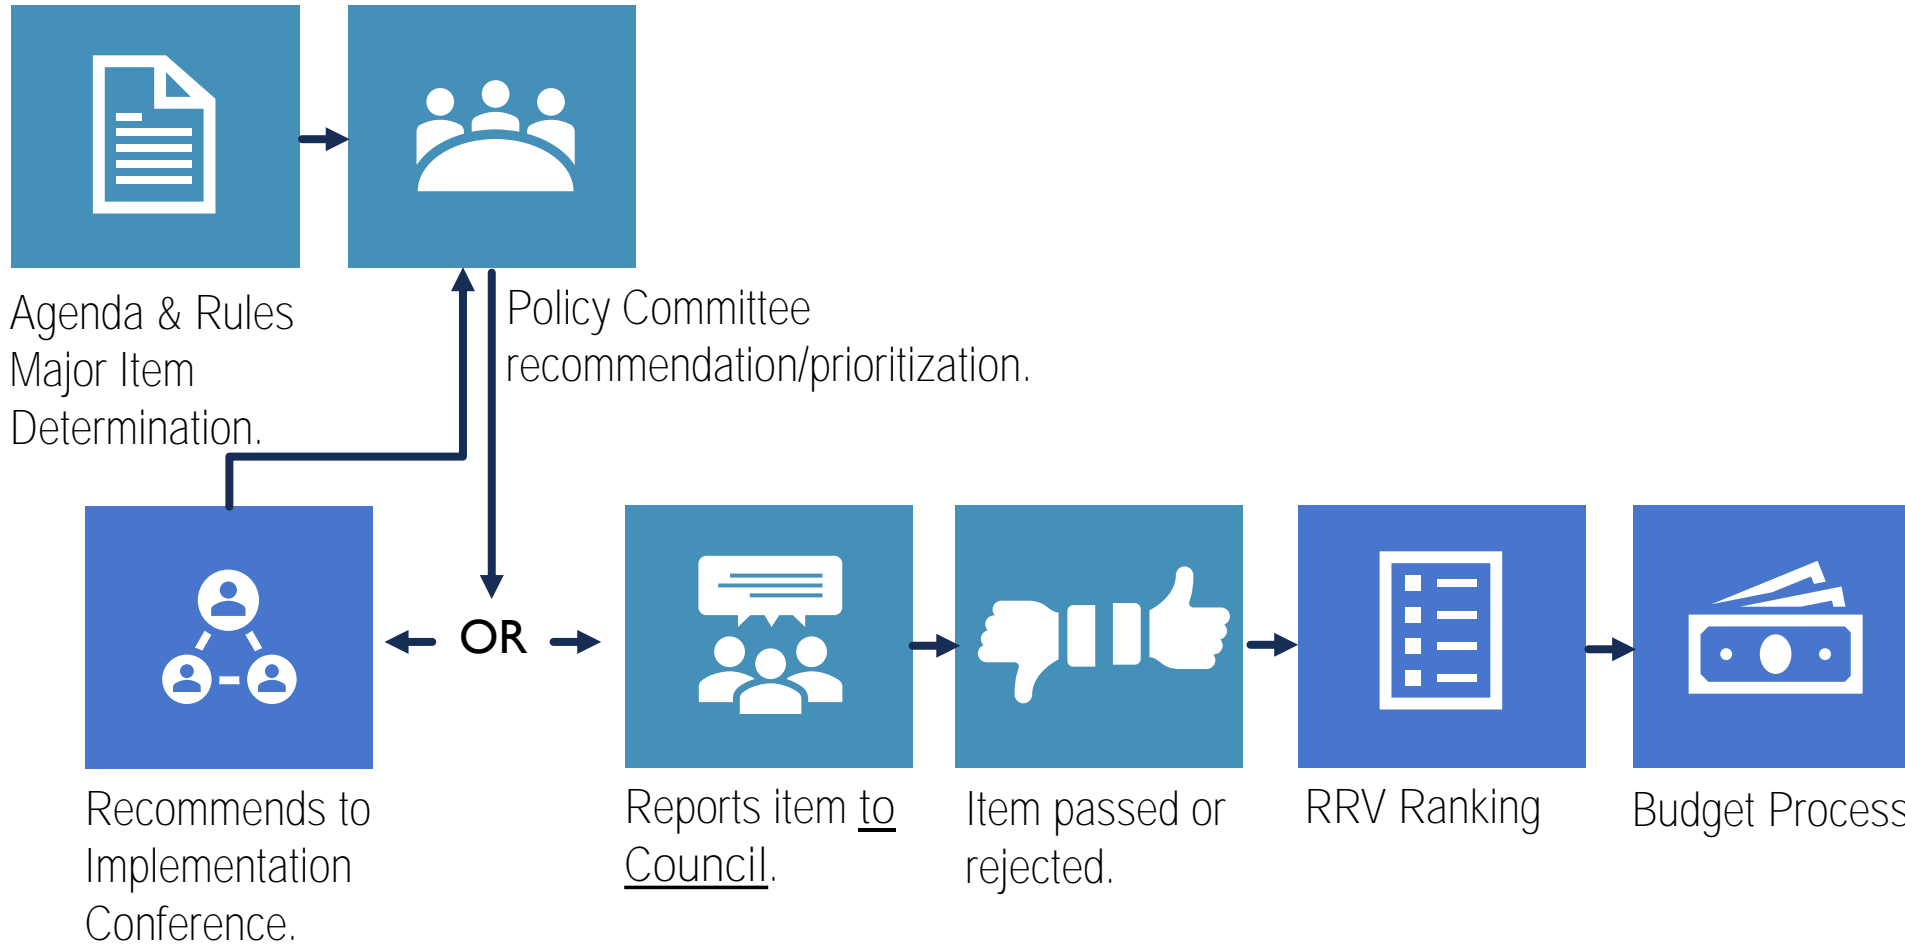 Agenda & Rules
Major Item
Determination.
Policy Committee
recommendation/prioritization.
OR
Recommends to
Implementation
Conference.
Reports item to
Council.
Item passed or
rejected.
RRV Ranking
Budget Process